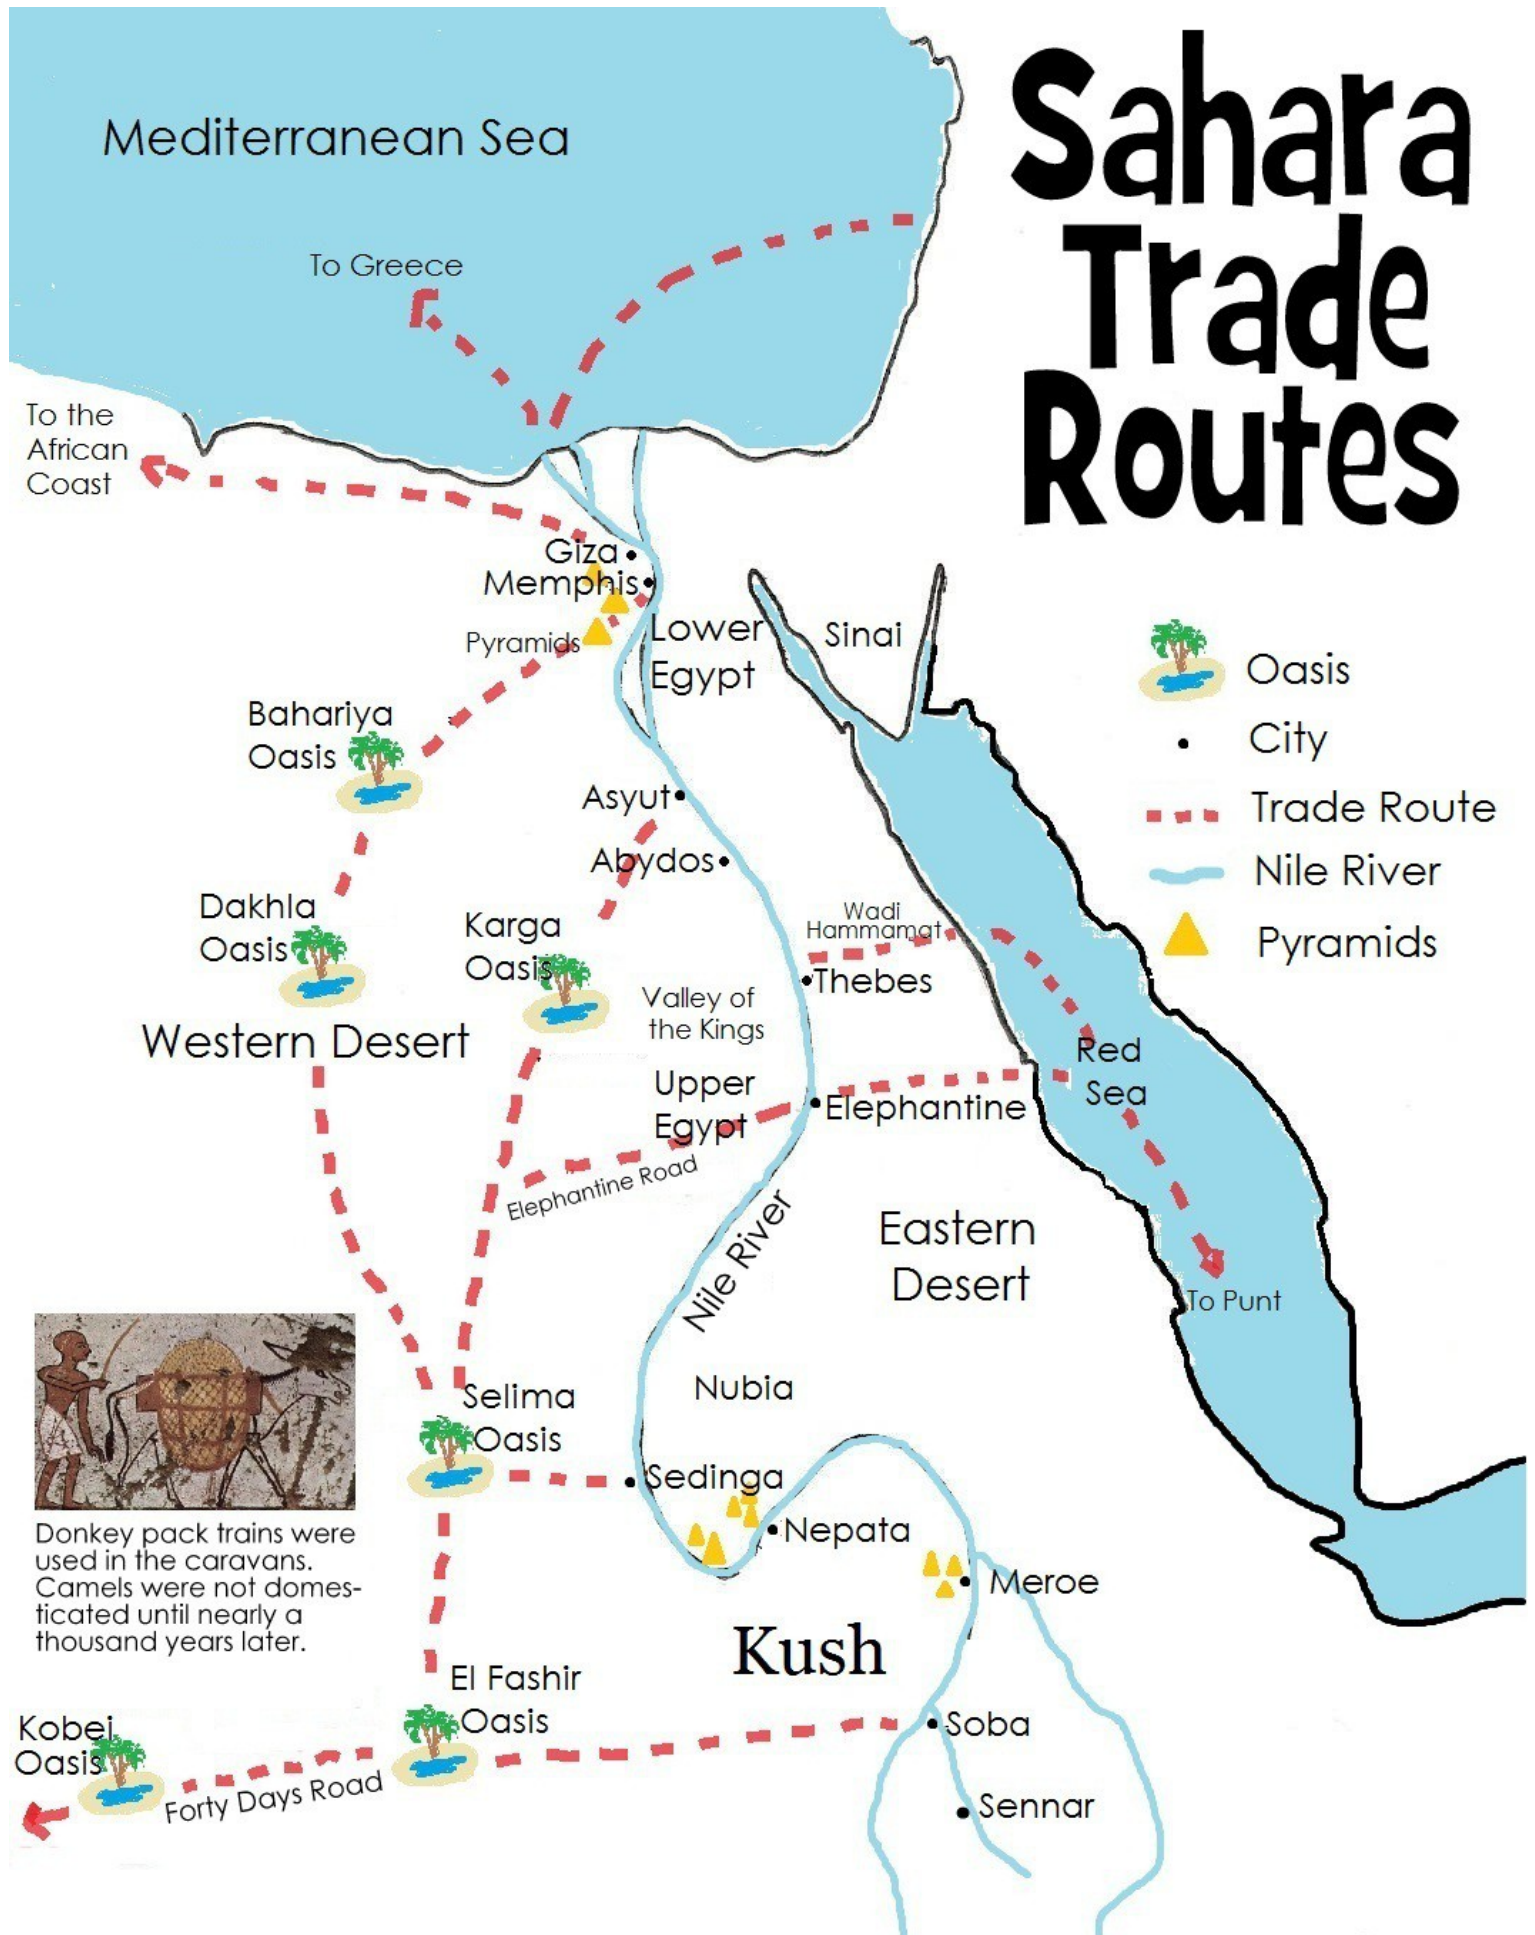 Sahara
Trade
Routes
Mediterranean Sea
To Greece
To the
African
Coast
Giza
Memphis
Pyramids
Lower
Egypt
Sinai
Oasis
City
Trade Route
Nile River
Pyramids
Bahariya
Oasis
Asyut
Abydos
Dakhla
Oasis
Karga
Oasis
Wadi
Hammamat
Thebes
Valley of
the Kings
Western Desert
Red
Sea
Upper
Egypt
Elephantine
Elephantine Road
Nile River
Eastern
Desert
To Punt
Nubia
Selima
Oasis
Sedinga
Nepata
Meroe
Donkey pack trains were
used in the caravans.
Camels were not domes-
ticated until nearly a
thousand years later.
Kush
El Fashir
Oasis
Kobei
Oasis
Forty Days Road
Soba
Sennar